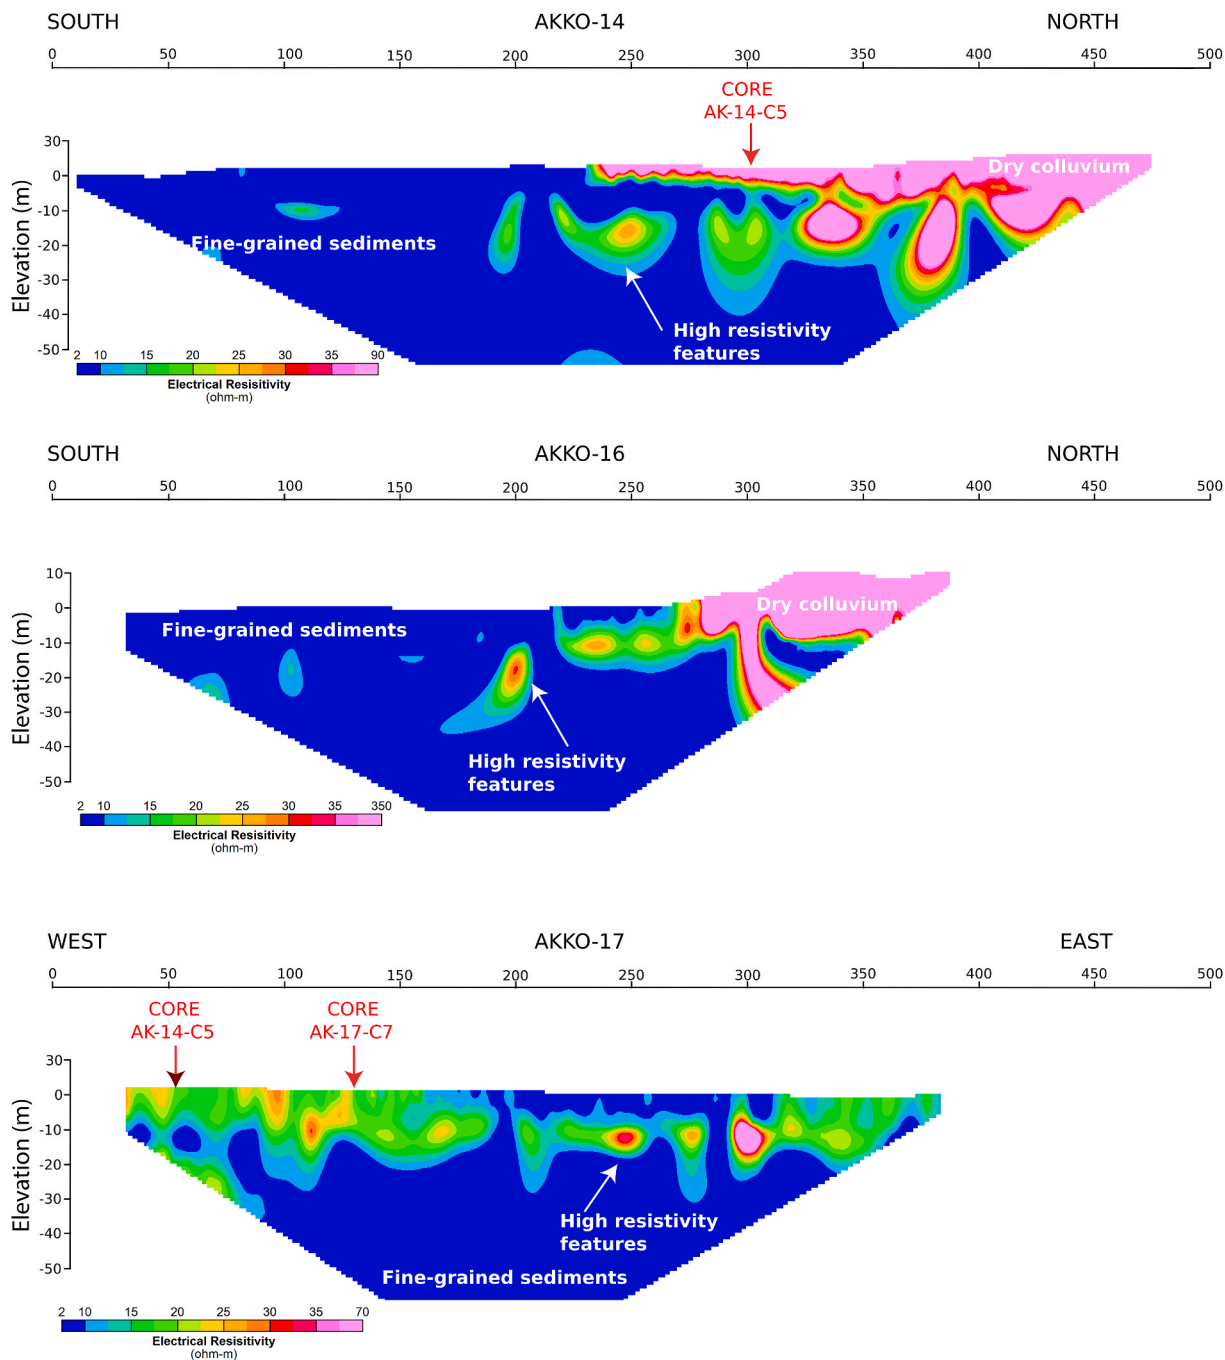 SOUTH AKKO-14 NORTH
0 50 100 150 200 250 300 350 400 450 500
CORE
AK-14-C5
Elevation (m)
30
0
-10
-20
-30
-40
-50
Dry colluvium
Fine-grained sediments
High resistivity
features
2 10 15 20 25 30 35 90
Electrical Resisitivity
(ohm-m)
SOUTH AKKO-16 NORTH
0 50 100 150 200 250 300 350 400 450 500
Elevation (m)
10
0
-10
-20
-30
-40
-50
Dry colluvium
Fine-grained sediments
High resistivity
features
2 10 15 20 25 30 35 350
Electrical Resisitivity
(ohm-m)
WEST AKKO-17 EAST
0 50 100 150 200 250 300 350 400 450 500
CORE
AK-14-C5
CORE
AK-17-C7
Elevation (m)
30
0
-10
-20
-30
-40
-50
High resistivity
features
Fine-grained sediments
2 10 15 20 25 30 35 70
Electrical Resisitivity
(ohm-m)